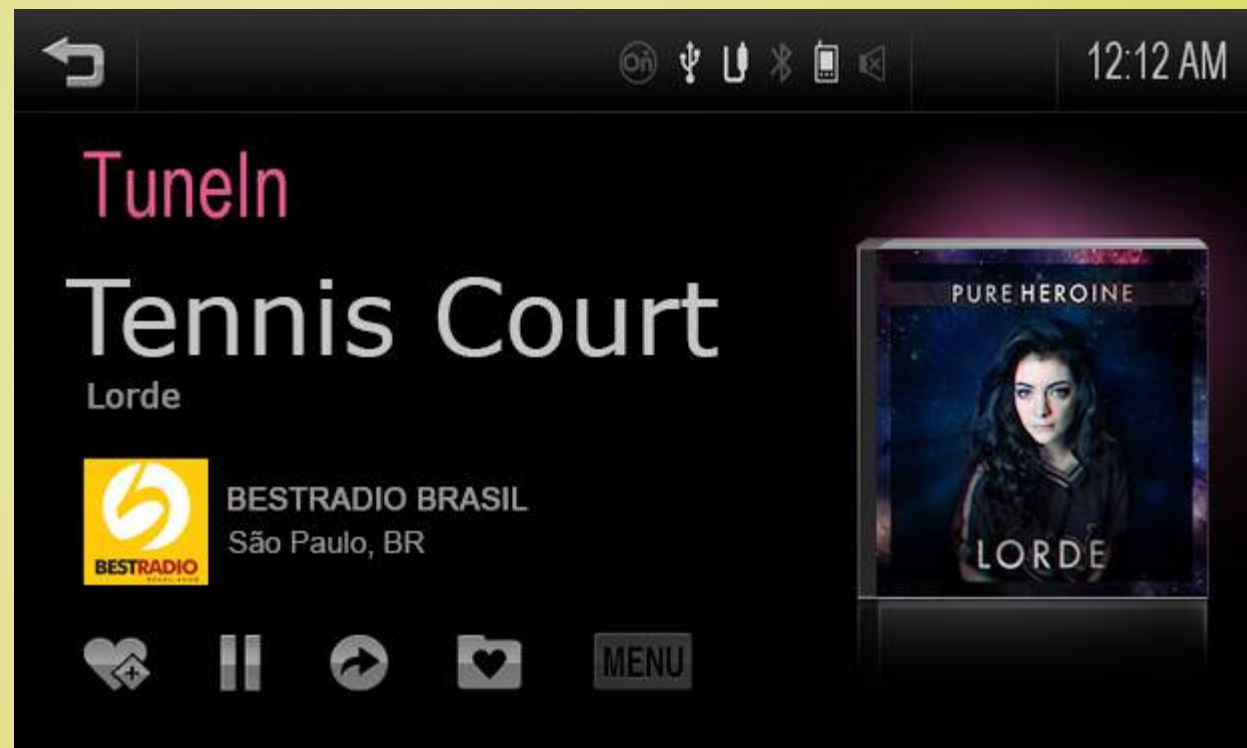 12:12 AM
TuneIn
Tennis Court
Lorde
PURE HEROINE
LORDE
BESTRADIO BRASIL
São Paulo, BR
BESTRADIO
MENU